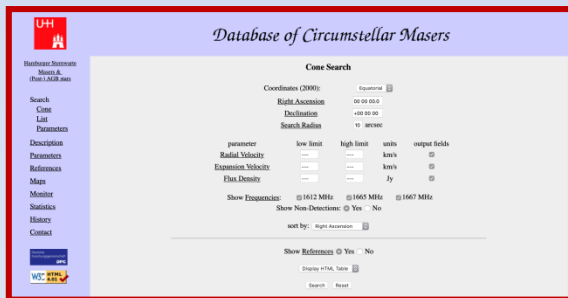 UH
Database of Circumstellar Masers
Hamburger Sternwarte
Masers &
(Post-) AGB stars
Search
Cone
List
Parameters
Description
Parameters
References
Maps
Monitor
Statistics
History
Contact
DFG
W3C HTML 4.01
Cone Search
Coordinates (2000): Equatorial
Right Ascension 00 00 00.0
Declination +00 00 00
Search Radius 10 arcsec
parameter low limit high limit units output fields
Radial Velocity --- --- km/s
Expansion Velocity --- --- km/s
Flux Density --- --- Jy
Show Frequencies: 1612 MHz 1665 MHz 1667 MHz
Show Non-Detections: Yes No
sort by: Right Ascension
Show References Yes No
Display HTML Table
Search Reset